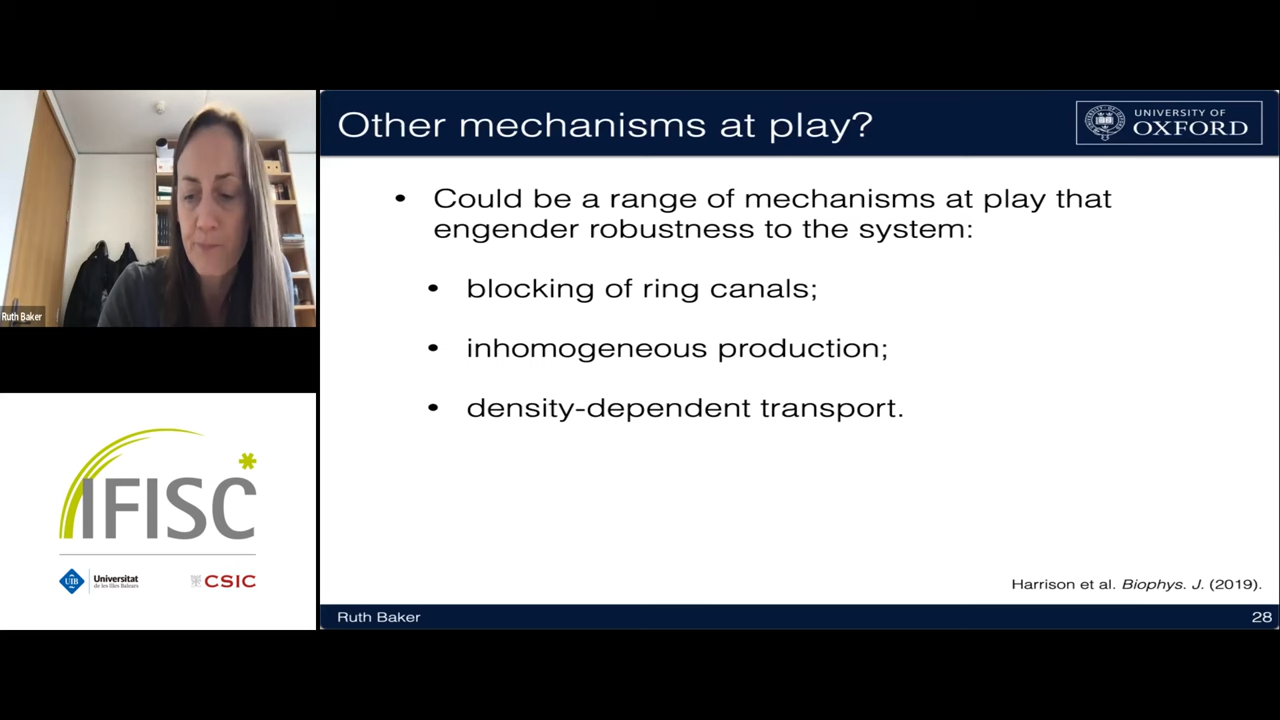 Other mechanisms at play?
UNIVERSITY OF
OXFORD
• Could be a range of mechanisms at play that
engender robustness to the system:
• blocking of ring canals;
• inhomogeneous production;
• density-dependent transport.
Harrison et al. Biophys. J. (2019).
Ruth Baker
28
Ruth Baker
IFISC
UIB
Universitat
de les Illes Balears
CSIC